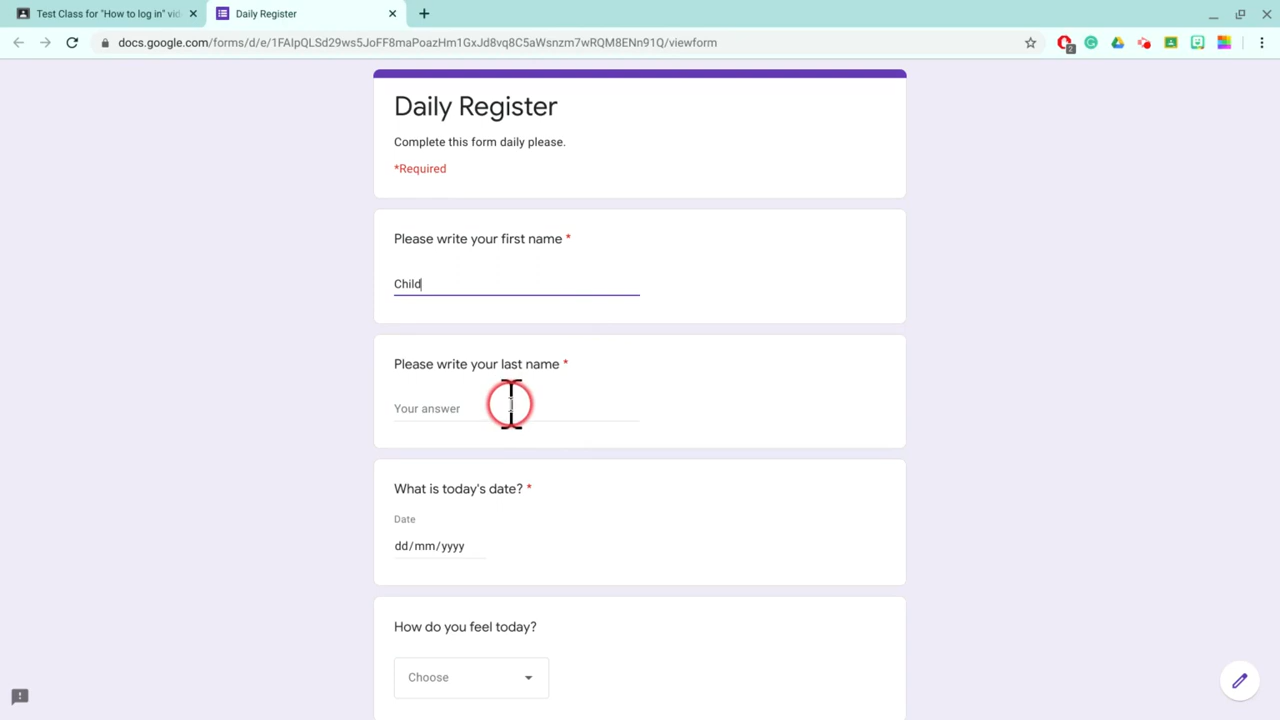 Test Class for "How to log in" vid
Daily Register
docs.google.com/forms/d/e/1FAIpQLSd29ws5JoFF8maPoazHm1GxJd8vq8C5aWsnzm7wRQM8ENn91Q/viewform
2
Daily Register
Complete this form daily please.
*Required
Please write your first name *
Child
Please write your last name *
Your answer
What is today's date? *
Date
dd/mm/yyyy
How do you feel today?
Choose